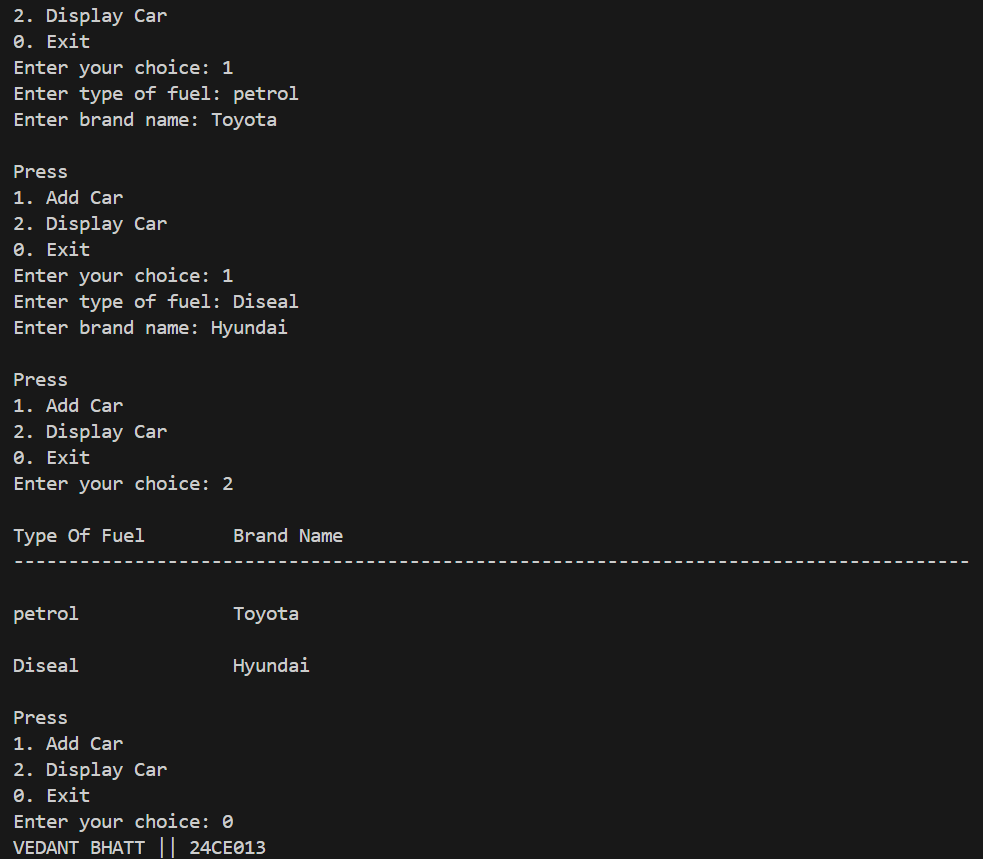 2. Display Car
0. Exit
Enter your choice: 1
Enter type of fuel: petrol
Enter brand name: Toyota
Press
1. Add Car
2. Display Car
0. Exit
Enter your choice: 1
Enter type of fuel: Diseal
Enter brand name: Hyundai
Press
1. Add Car
2. Display Car
0. Exit
Enter your choice: 2
Type Of Fuel        Brand Name
---------------------------------------------------------------------------------------
petrol              Toyota
Diseal              Hyundai
Press
1. Add Car
2. Display Car
0. Exit
Enter your choice: 0
VEDANT BHATT || 24CE013